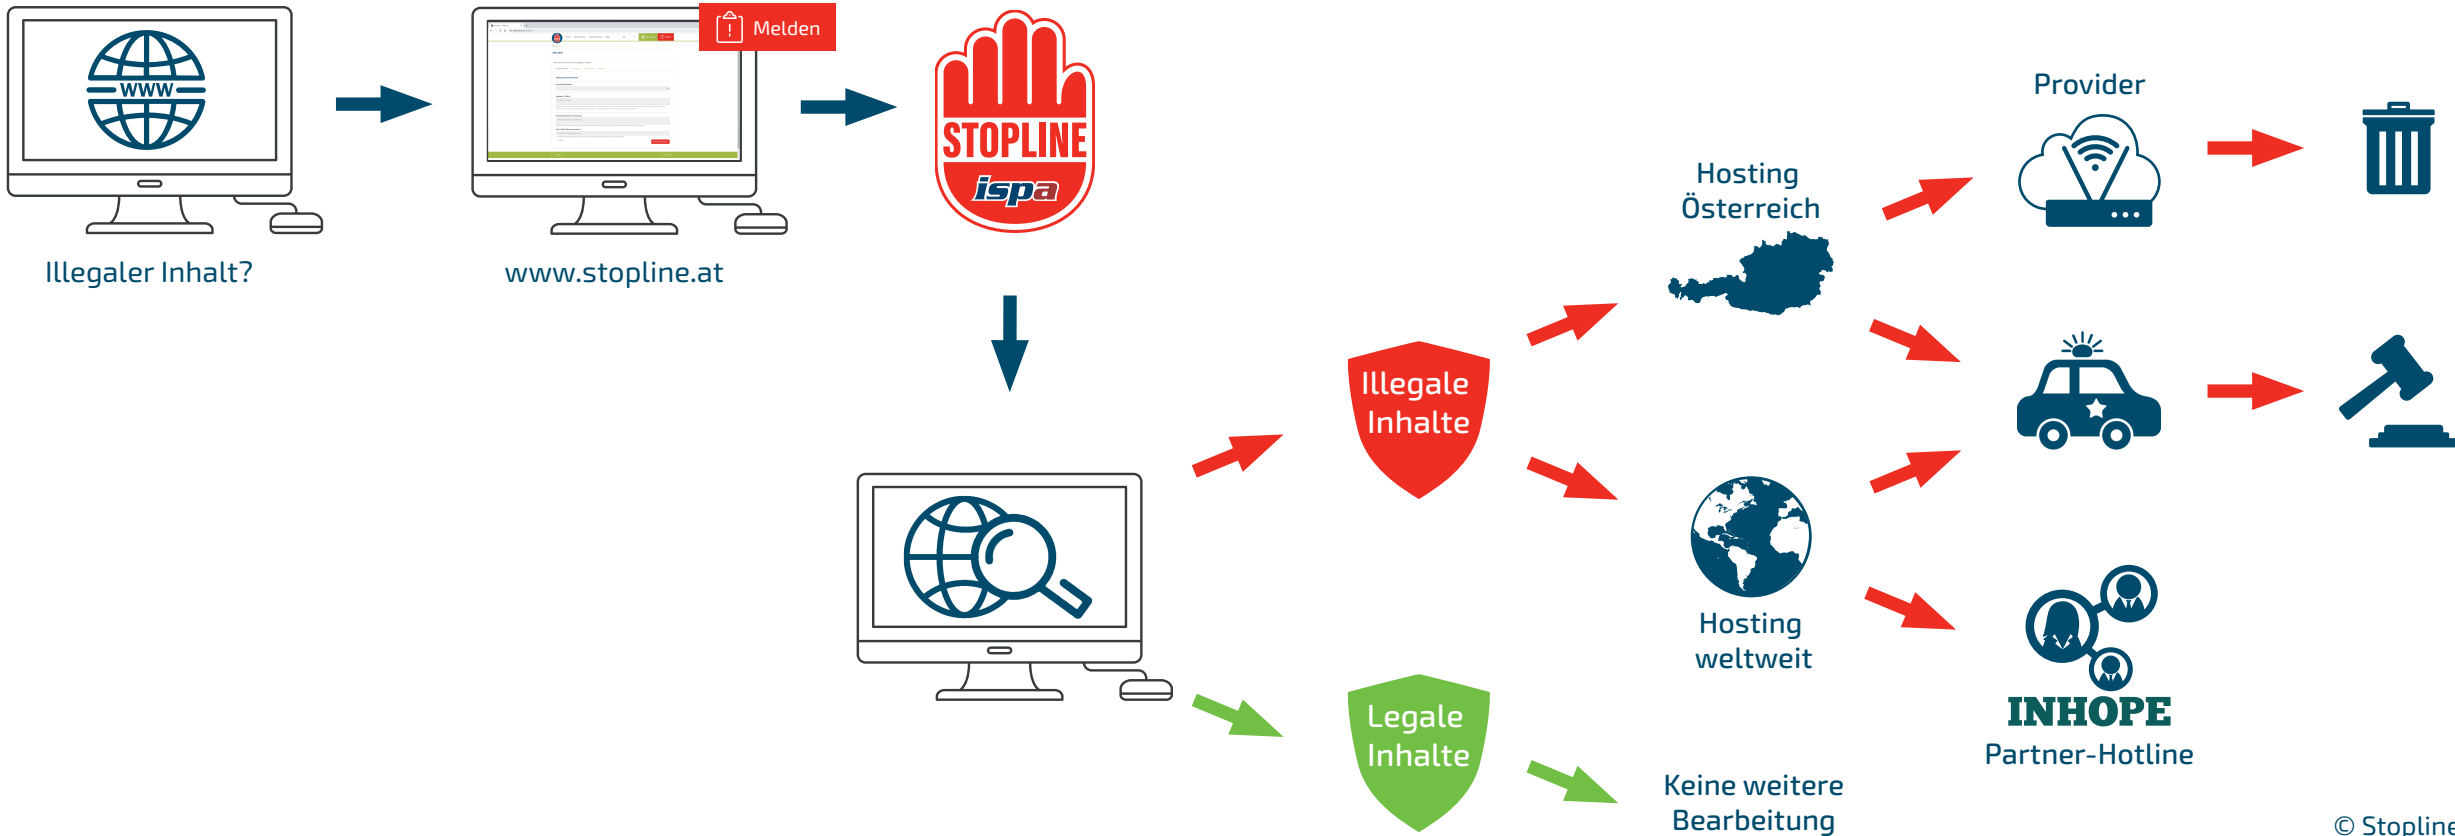 WWW
Illegaler Inhalt?
Melden
www.stopline.at
STOPLINE
ispa
Illegale
Inhalte
Legale
Inhalte
Hosting
Österreich
Hosting
weltweit
Keine weitere
Bearbeitung
Provider
INHOPE
Partner-Hotline
© Stopline